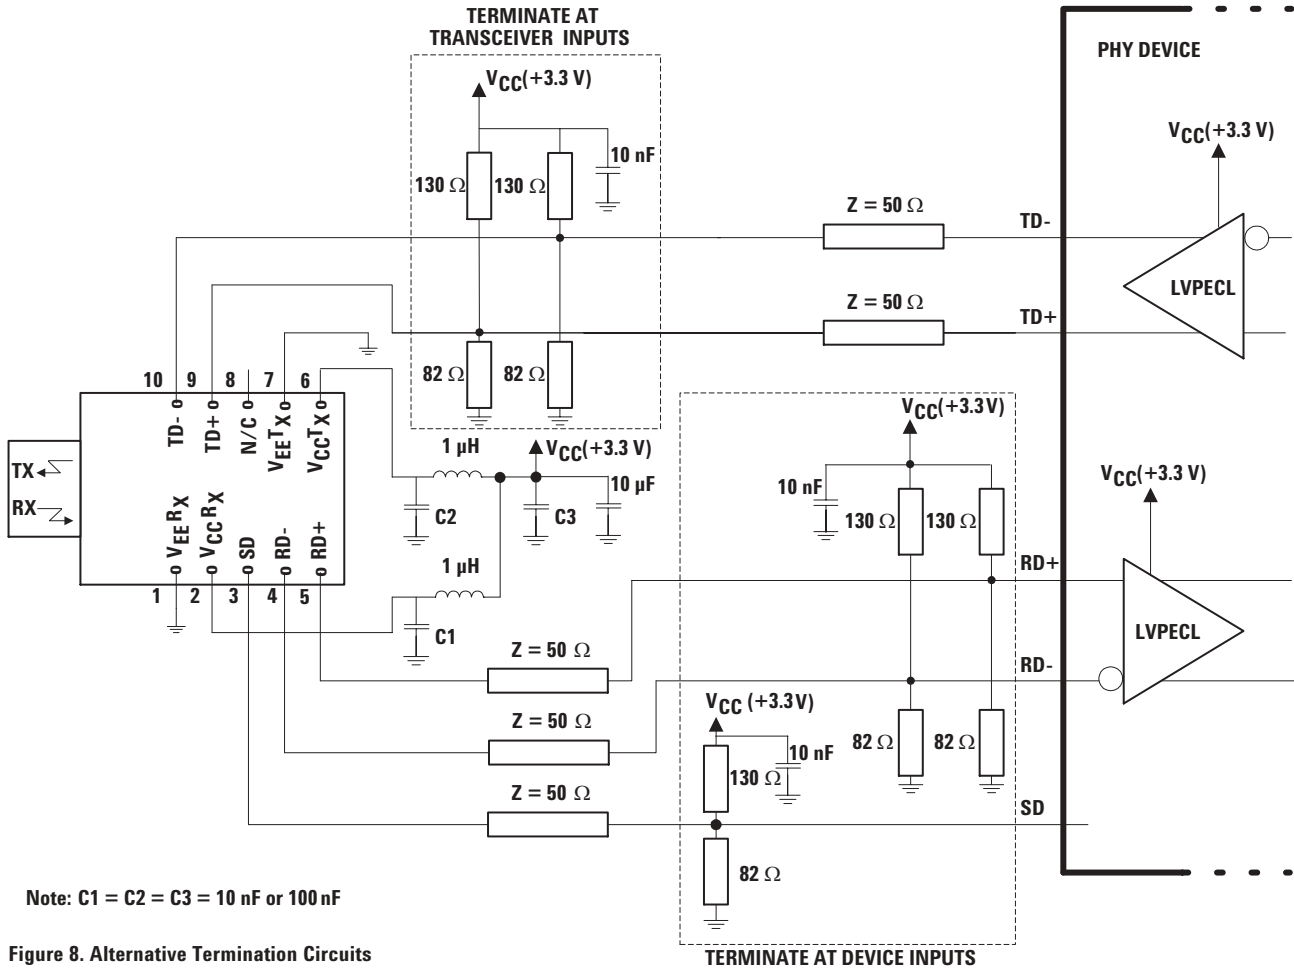 TERMINATE AT
TRANSCEIVER INPUTS
VCC(+3.3 V)
10 nF
130 Ω
130 Ω
82 Ω
82 Ω
PHY DEVICE
VCC(+3.3 V)
Z = 50 Ω
TD-
LVPECL
Z = 50 Ω
TD+
10
9
8
7
6
TD-
TD+
N/C
VEETX
VCCTX
TX
RX
VEERX
VCCRX
SD
RD-
RD+
1
2
3
4
5
1 µH
VCC(+3.3 V)
10 µF
C2
C3
1 µH
C1
VCC(+3.3 V)
10 nF
130 Ω
130 Ω
VCC(+3.3 V)
RD+
LVPECL
RD-
Z = 50 Ω
Z = 50 Ω
Z = 50 Ω
VCC (+3.3 V)
10 nF
130 Ω
82 Ω
82 Ω
82 Ω
SD
Note: C1 = C2 = C3 = 10 nF or 100 nF
Figure 8. Alternative Termination Circuits
TERMINATE AT DEVICE INPUTS